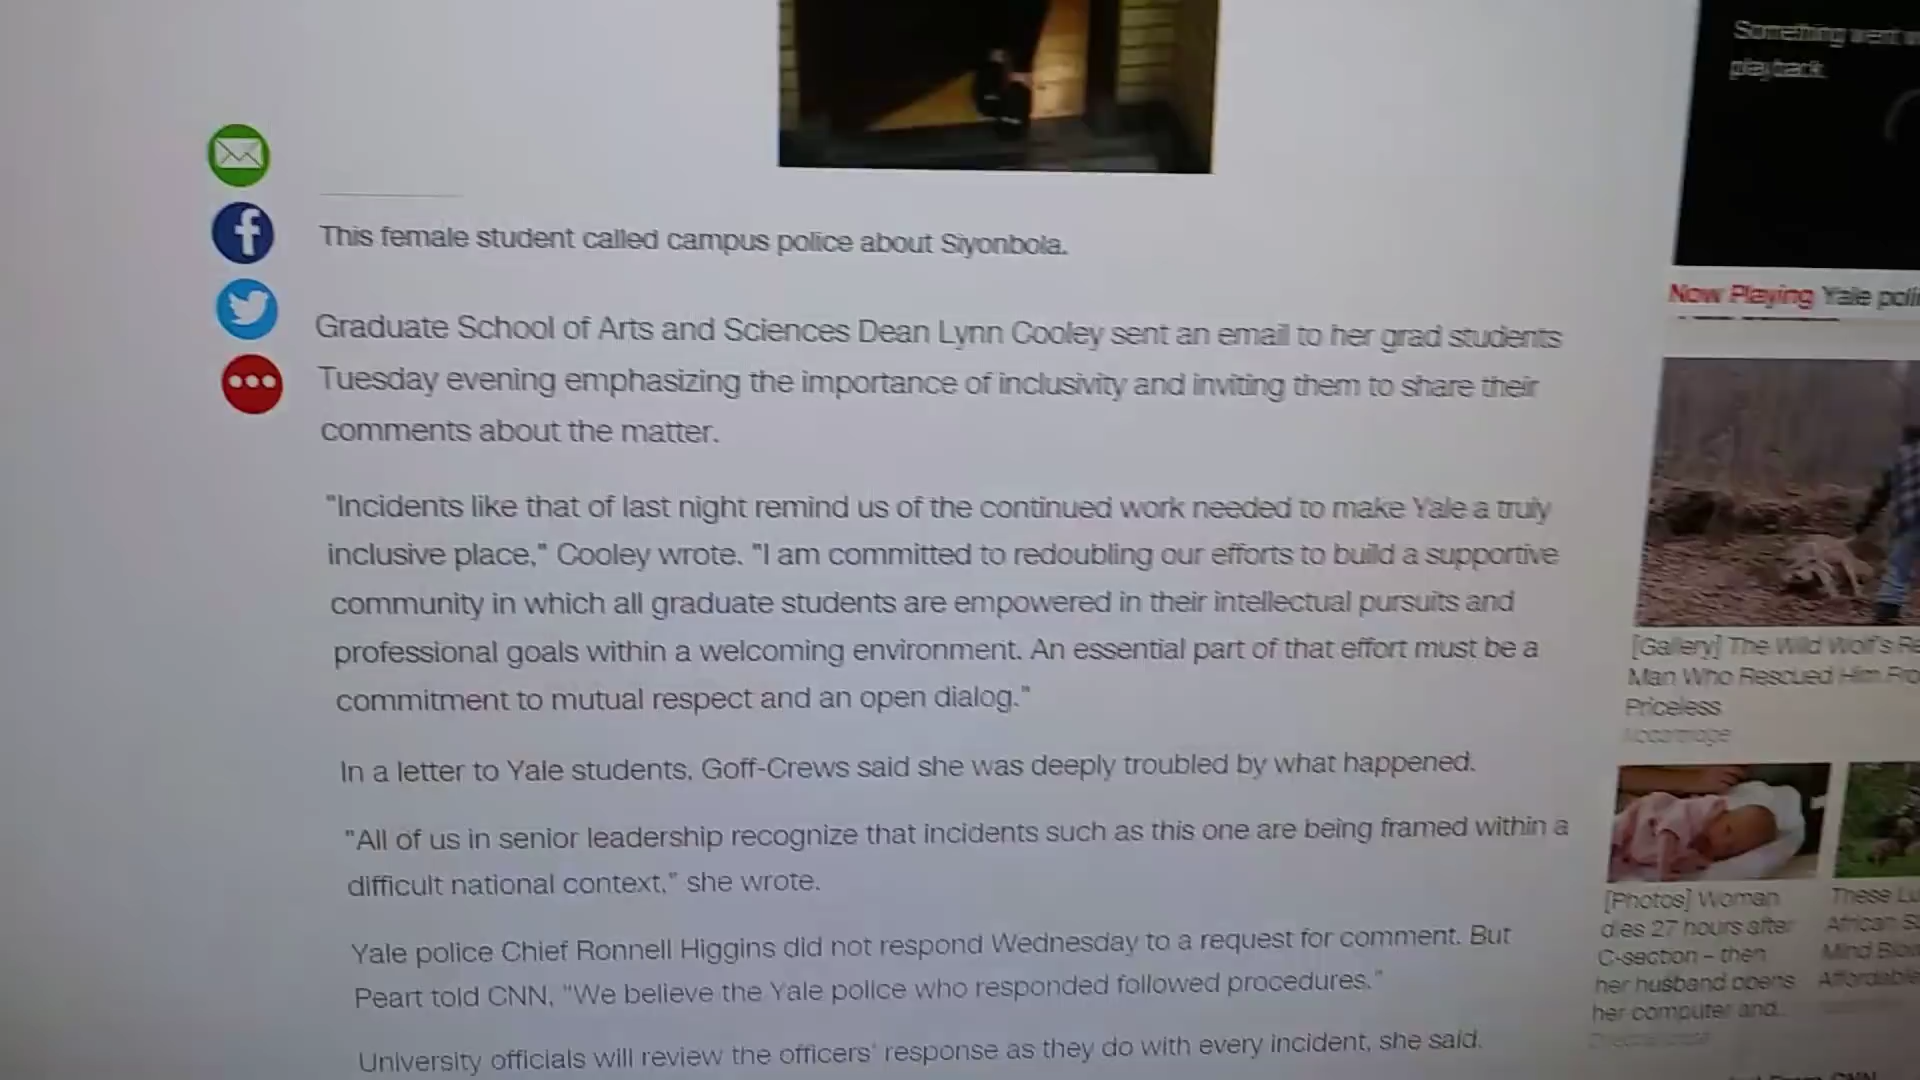 This female student called campus police about Siyonbola.
Graduate School of Arts and Sciences Dean Lynn Cooley sent an email to her grad students
Tuesday evening emphasizing the importance of inclusivity and inviting them to share their
comments about the matter.
"Incidents like that of last night remind us of the continued work needed to make Yale a truly
inclusive place," Cooley wrote. "I am committed to redoubling our efforts to build a supportive
community in which all graduate students are empowered in their intellectual pursuits and
professional goals within a welcoming environment. An essential part of that effort must be a
commitment to mutual respect and an open dialog."
In a letter to Yale students, Goff-Crews said she was deeply troubled by what happened.
"All of us in senior leadership recognize that incidents such as this one are being framed within a
difficult national context," she wrote.
Yale police Chief Ronnell Higgins did not respond Wednesday to a request for comment. But
Peart told CNN, "We believe the Yale police who responded followed procedures."
University officials will review the officers' response as they do with every incident, she said.
Something went
playback.
Now Playing Yale
[Gallery] The Wild Wolf's
Man Who Rescued Him
Priceless
[Photos] Woman
dies 27 hours after
C-section – then
her husband opens
her computer and...
These
African
Mind